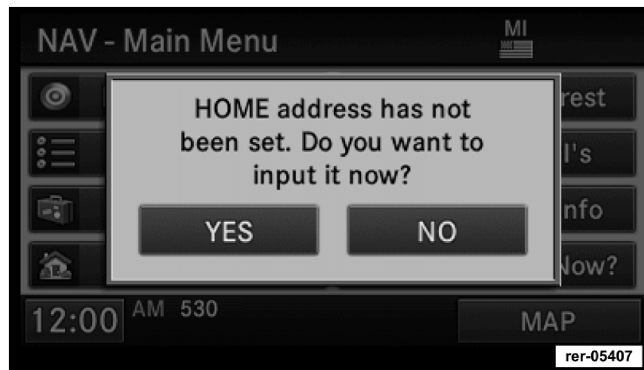 NAV - Main Menu
MI
HOME address has not
been set. Do you want to
input it now?
YES
NO
rest
I's
nfo
Now?
12:00
AM 530
MAP
rer-05407